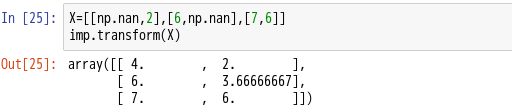 In [25]: X=[[np.nan,2],[6,np.nan],[7,6]]
imp.transform(X)
Out[25]: array([[ 4.        ,  2.        ],
[ 6.        ,  3.66666667],
[ 7.        ,  6.        ]])